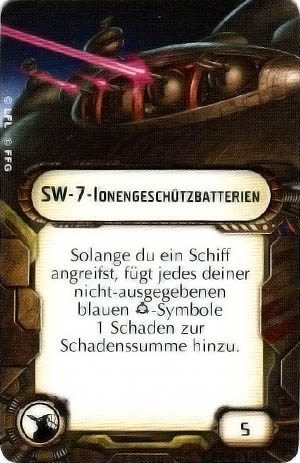 © LFL © FFG
SW-7-IONENGESCHÜTZBATTERIEN
Solange du ein Schiff
angreifst, fügt jedes deiner
nicht-ausgegebenen
blauen -Symbole
1 Schaden zur
Schadenssumme hinzu.
5